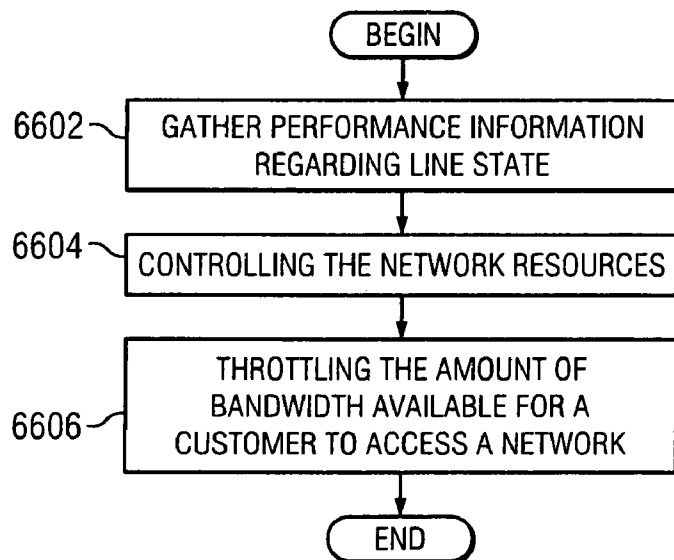 BEGIN
6602
GATHER PERFORMANCE INFORMATION
REGARDING LINE STATE
6604
CONTROLLING THE NETWORK RESOURCES
6606
THROTTLING THE AMOUNT OF
BANDWIDTH AVAILABLE FOR A
CUSTOMER TO ACCESS A NETWORK
END